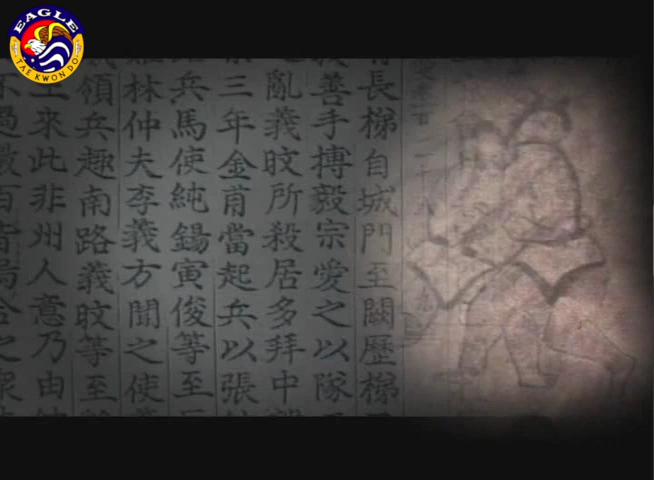 EAGLE
TAE KWON DO
長梯自城門至闕歷梯
義善手搏毅宗愛之以隊
亂義旼所殺居多拜中
三年金甫當起兵以張
兵馬使純錫寅俊等至
林仲夫李義方聞之使
領兵趣南路義旼等至
來此非州人意乃由